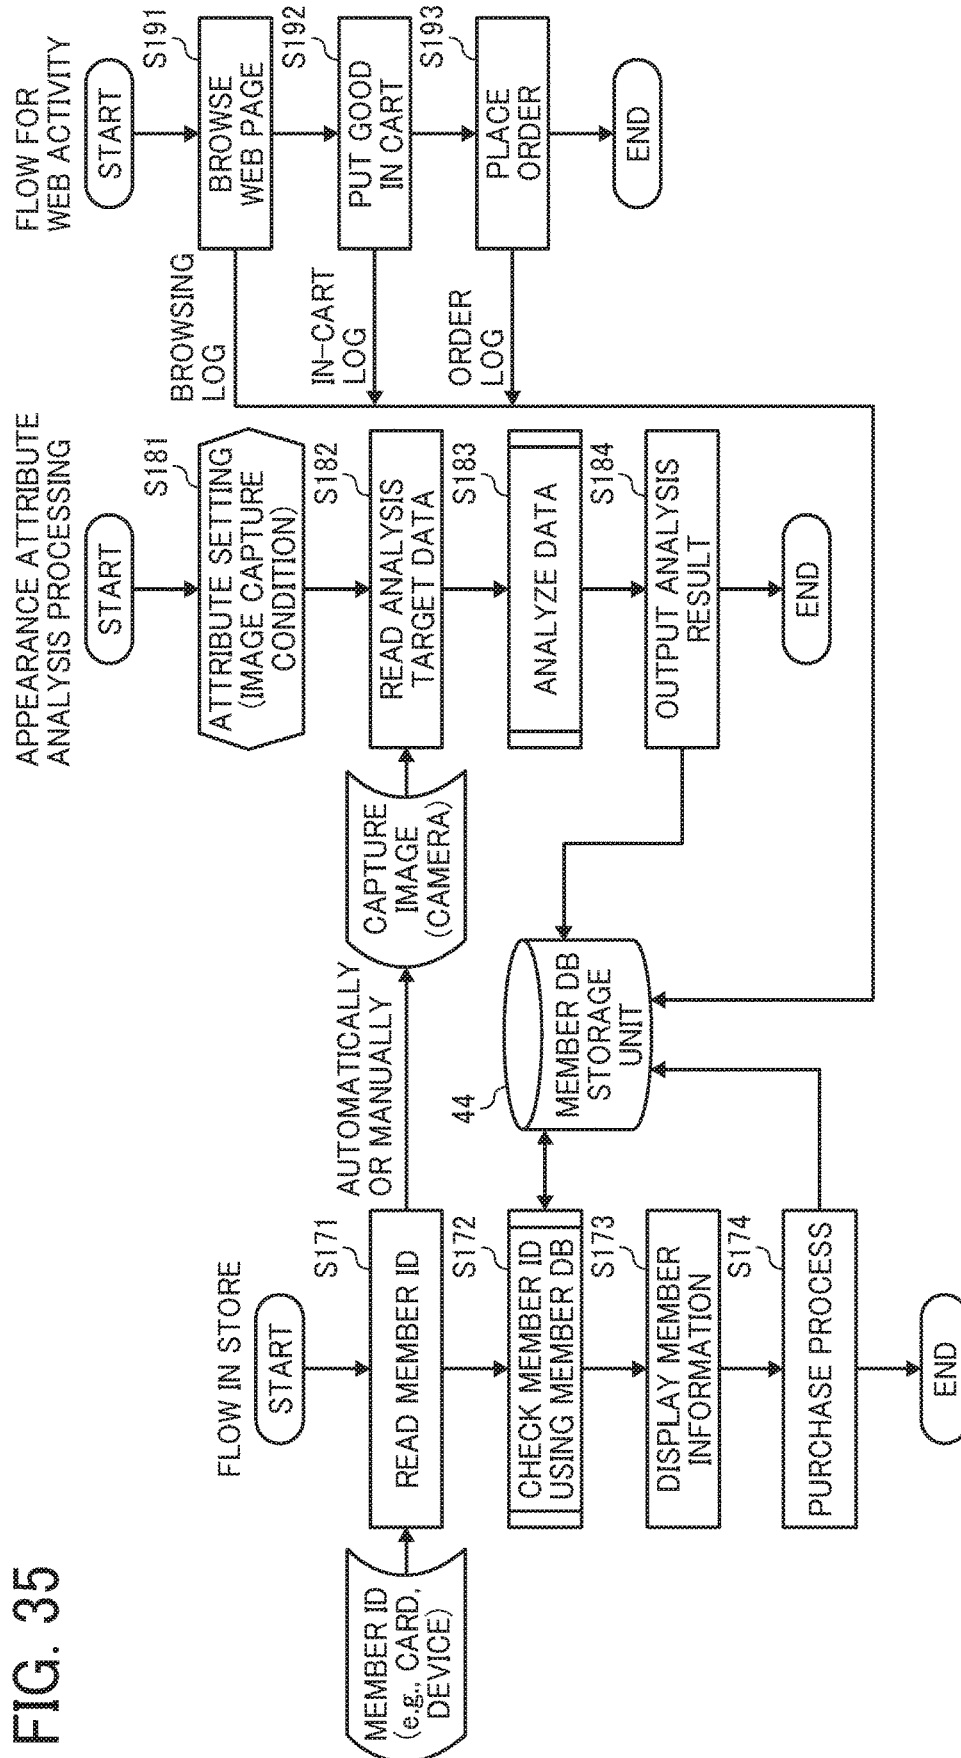 FIG. 35
FLOW IN STORE
START
MEMBER ID
(e.g., CARD,
DEVICE)
S171
READ MEMBER ID
AUTOMATICALLY
OR MANUALLY
S172
CHECK MEMBER ID
USING MEMBER DB
S173
DISPLAY MEMBER
INFORMATION
S174
PURCHASE PROCESS
END
44
MEMBER DB
STORAGE
UNIT
APPEARANCE ATTRIBUTE
ANALYSIS PROCESSING
START
S181
ATTRIBUTE SETTING
(IMAGE CAPTURE
CONDITION)
CAPTURE
IMAGE
(CAMERA)
S182
READ ANALYSIS
TARGET DATA
S183
ANALYZE DATA
S184
OUTPUT ANALYSIS
RESULT
END
FLOW FOR
WEB ACTIVITY
START
S191
BROWSE
WEB PAGE
BROWSING
LOG
S192
PUT GOOD
IN CART
IN-CART
LOG
S193
PLACE
ORDER
ORDER
LOG
END